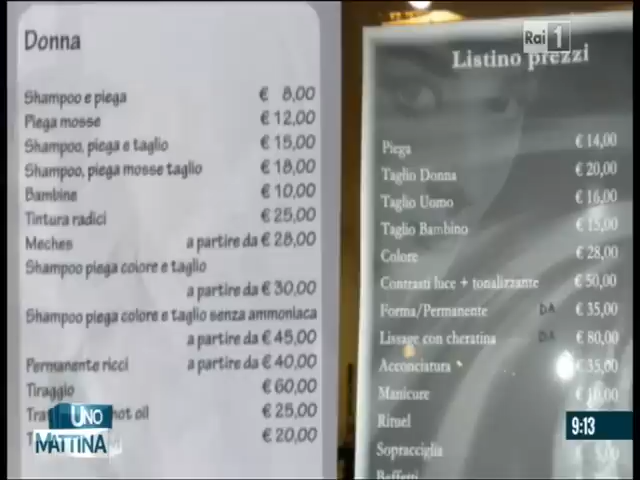 Donna
Shampoo e piega € 8,00
Piega mosse € 12,00
Shampoo, piega e taglio € 15,00
Shampoo, piega mosse taglio € 18,00
Bambine € 10,00
Tintura radici € 25,00
Meches a partire da € 28,00
Shampoo piega colore e taglio
a partire da € 30,00
Shampoo piega colore e taglio senza ammoniaca
a partire da € 45,00
Permanente ricci a partire da € 40,00
Tiraggio € 60,00
hot oil € 25,00
€ 20,00
UNO
MATTINA
Rai 1
Listino prezzi
Piega € 14,00
Taglio Donna € 20,00
Taglio Uomo € 16,00
Taglio Bambino € 15,00
Colore € 28,00
Contrasti luce + tonalizzante € 50,00
Forma/Permanente DA € 35,00
Lissage con cheratina DA € 80,00
Acconciatura € 35,00
Manicure € 10,00
Rituel
Sopracciglia
Baffetti
9:13